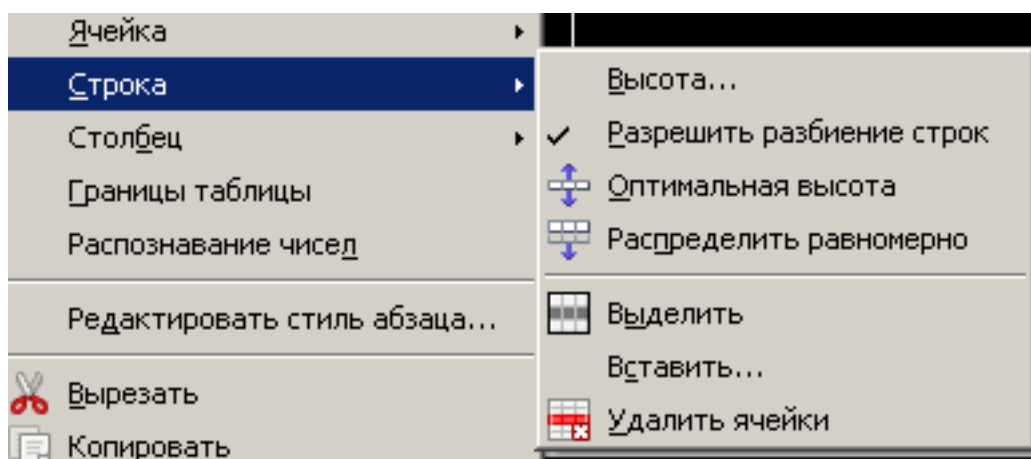 Ячейка
Строка
Столбец
Границы таблицы
Распознавание чисел
Редактировать стиль абзаца...
Вырезать
Копировать
Высота...
Разрешить разбиение строк
Оптимальная высота
Распределить равномерно
Выделить
Вставить...
Удалить ячейки